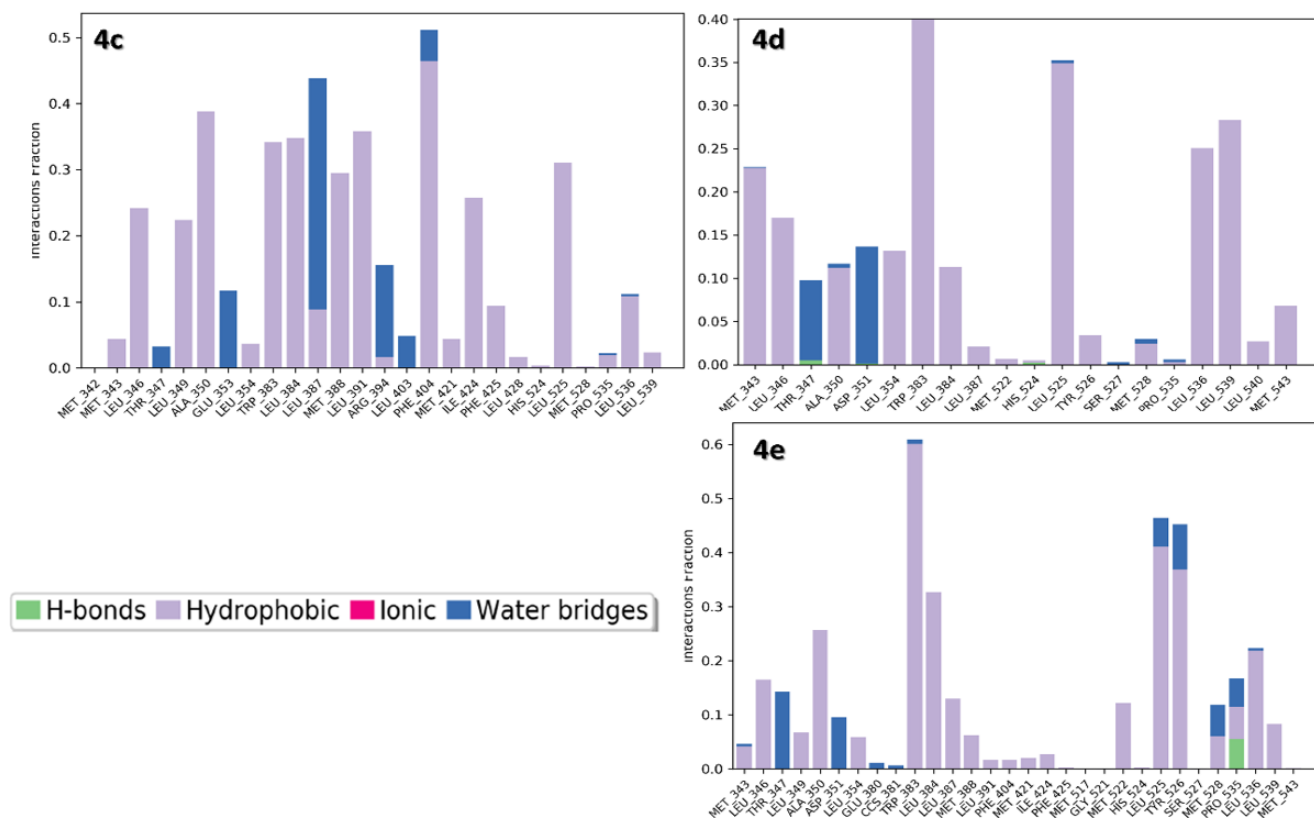 4c
Interactions Fraction
0.5
0.4
0.3
0.2
0.1
0.0
MET_342
MET_343
LEU_346
THR_347
LEU_349
ALA_350
GLU_353
LEU_354
TRP_383
LEU_384
LEU_387
MET_388
LEU_391
ARG_394
LEU_403
PHE_404
MET_421
ILE_424
PHE_425
LEU_428
HIS_524
LEU_525
MET_528
PRO_535
LEU_536
LEU_539
4d
0.40
0.35
0.30
0.25
0.20
0.15
0.10
0.05
0.00
MET_343
LEU_346
THR_347
ALA_350
ASP_351
LEU_354
TRP_383
LEU_384
LEU_387
MET_522
HIS_524
LEU_525
TYR_526
SER_527
MET_528
PRO_535
LEU_536
LEU_539
LEU_540
MET_543
H-bonds Hydrophobic Ionic Water bridges
4e
Interactions Fraction
0.6
0.5
0.4
0.3
0.2
0.1
0.0
MET_343
LEU_346
THR_347
LEU_349
ALA_350
ASP_351
LEU_354
GLU_380
CCS_381
TRP_383
LEU_384
LEU_387
MET_388
LEU_391
PHE_404
MET_421
ILE_424
PHE_425
MET_517
GLY_521
MET_522
HIS_524
LEU_525
TYR_526
SER_527
MET_528
PRO_535
LEU_536
LEU_539
MET_543